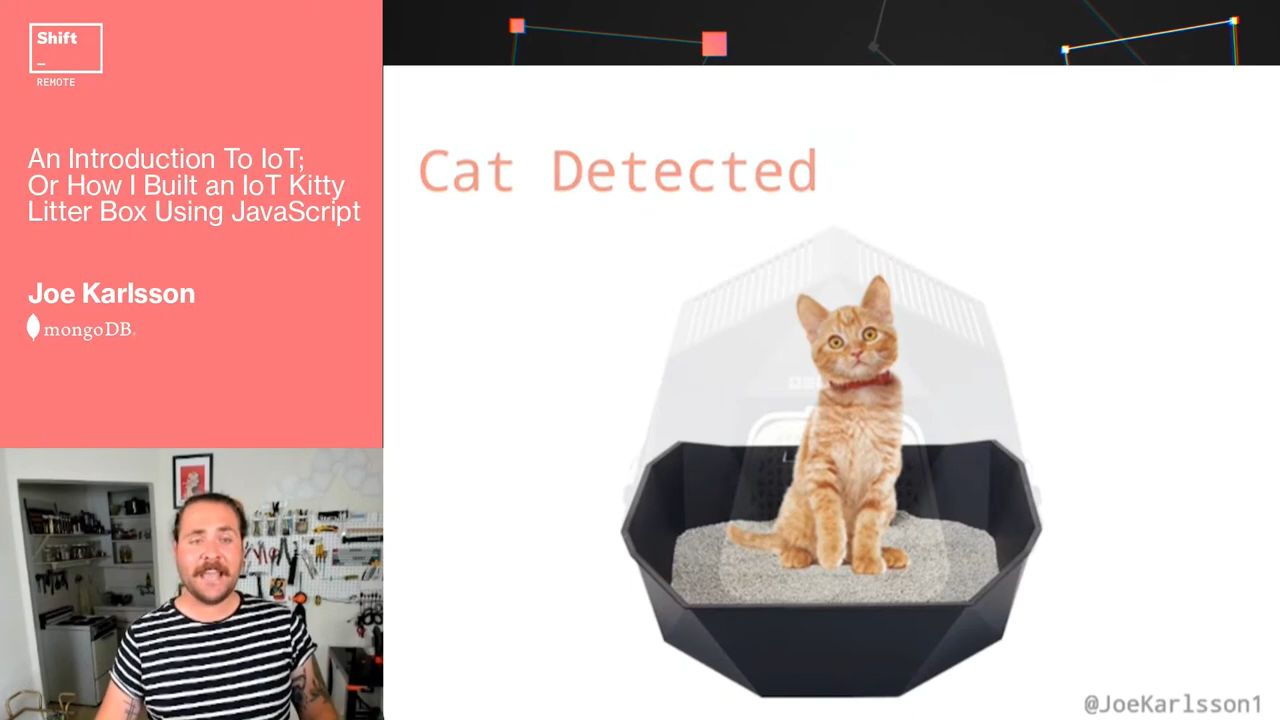 Shift
_
REMOTE
An Introduction To IoT;
Or How I Built an IoT Kitty
Litter Box Using JavaScript
Joe Karlsson
mongoDB.
Cat Detected
@JoeKarlsson1